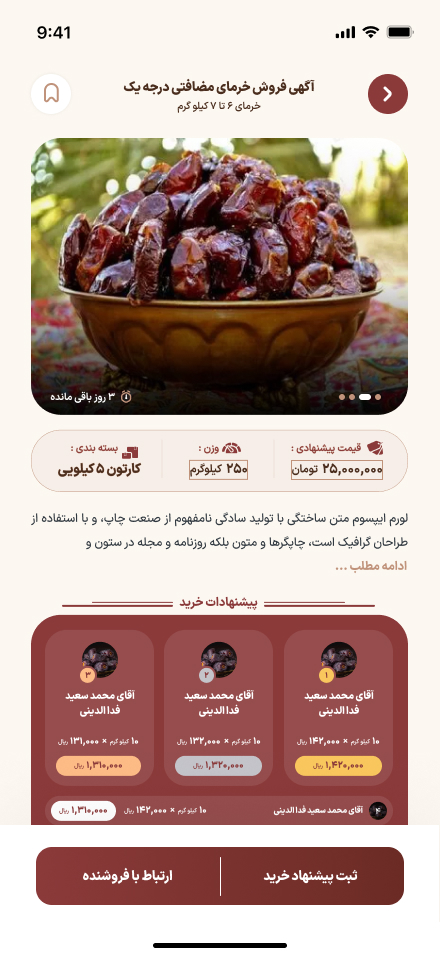 9:41
آگهی فروش خرمای مضافتی درجه یک
خرمای ۶ تا ۷ کیلو گرم
۳ روز باقی مانده
قیمت پیشنهادی :
۲۵,۰۰۰,۰۰۰ تومان
وزن :
۲۵۰ کیلوگرم
بسته بندی :
کارتون ۵ کیلویی
لورم ایپسوم متن ساختگی با تولید سادگی نامفهوم از صنعت چاپ، و با استفاده از
طراحان گرافیک است، چاپگرها و متون بلکه روزنامه و مجله در ستون و
ادامه مطلب ...
پیشنهادات خرید
۱
آقای محمد سعید
فدا الدینی
۱۰ کیلو گرم × ۱۴۲,۰۰۰ ریال
۱,۴۲۰,۰۰۰ ریال
۲
آقای محمد سعید
فدا الدینی
۱۰ کیلو گرم × ۱۳۲,۰۰۰ ریال
۱,۳۲۰,۰۰۰ ریال
۳
آقای محمد سعید
فدا الدینی
۱۰ کیلو گرم × ۱۳۱,۰۰۰ ریال
۱,۳۱۰,۰۰۰ ریال
۴ آقای محمد سعید فدا الدینی ۱۰ کیلو گرم × ۱۴۲,۰۰۰ ریال ۱,۳۱۰,۰۰۰ ریال
ثبت پیشنهاد خرید
ارتباط با فروشنده